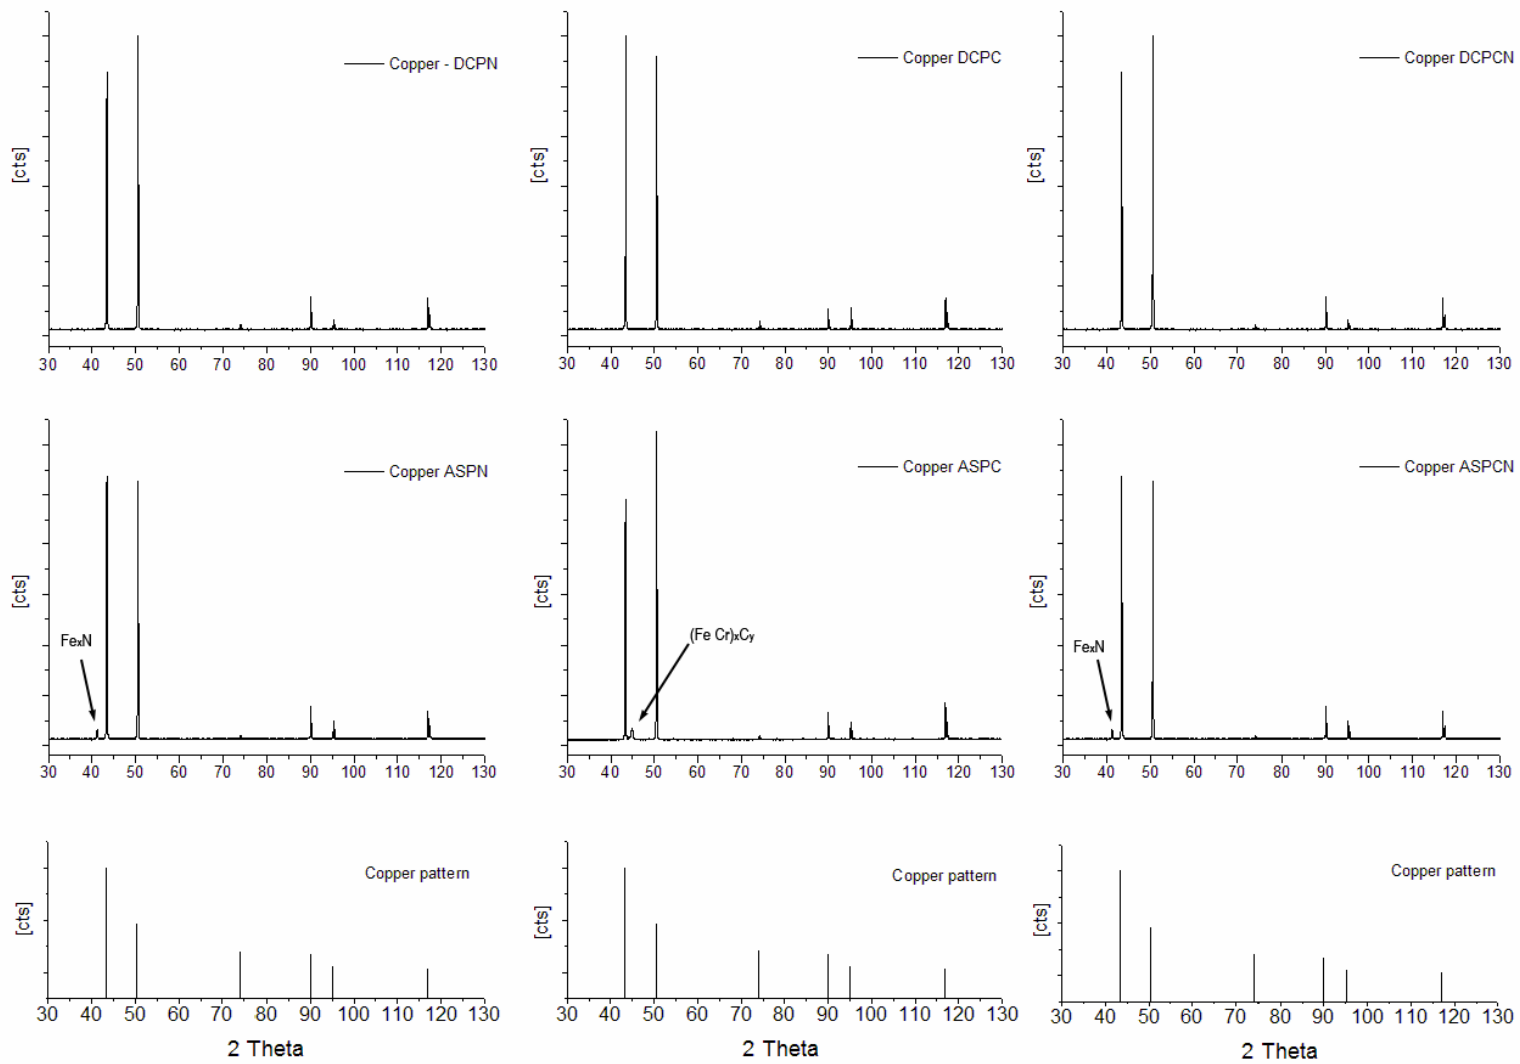 Copper - DCPN
[cts]
30 40 50 60 70 80 90 100 110 120 130
Copper DCPC
[cts]
30 40 50 60 70 80 90 100 110 120 130
Copper DCPCN
[cts]
30 40 50 60 70 80 90 100 110 120 130
Copper ASPN
[cts]
FexN
30 40 50 60 70 80 90 100 110 120 130
Copper ASPC
[cts]
(Fe Cr)xCy
30 40 50 60 70 80 90 100 110 120 130
Copper ASPCN
[cts]
FexN
30 40 50 60 70 80 90 100 110 120 130
Copper pattern
[cts]
30 40 50 60 70 80 90 100 110 120 130
2 Theta
Copper pattern
[cts]
30 40 50 60 70 80 90 100 110 120 130
2 Theta
Copper pattern
[cts]
30 40 50 60 70 80 90 100 110 120 130
2 Theta